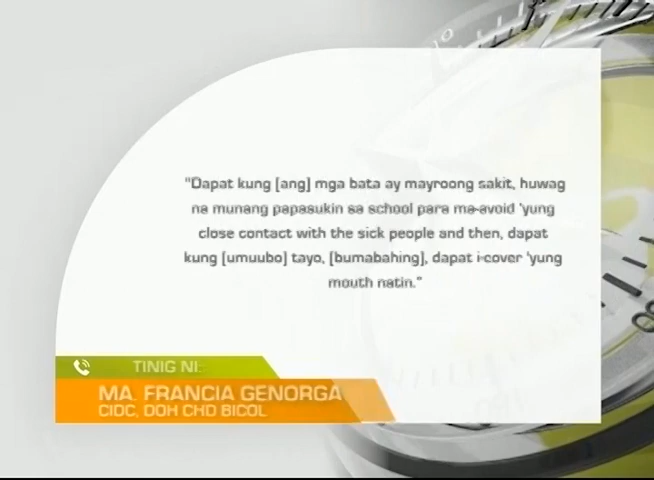 "Dapat kung [ang] mga bata ay mayroong sakit, huwag
na munang papasukin sa school para ma-avoid 'yung
close contact with the sick people and then, dapat
kung [umuubo] tayo, [bumabahing], dapat i-cover 'yung
mouth natin."
TINIG NI:
MA. FRANCIA GENORGA
CIDC, DOH CHD BICOL